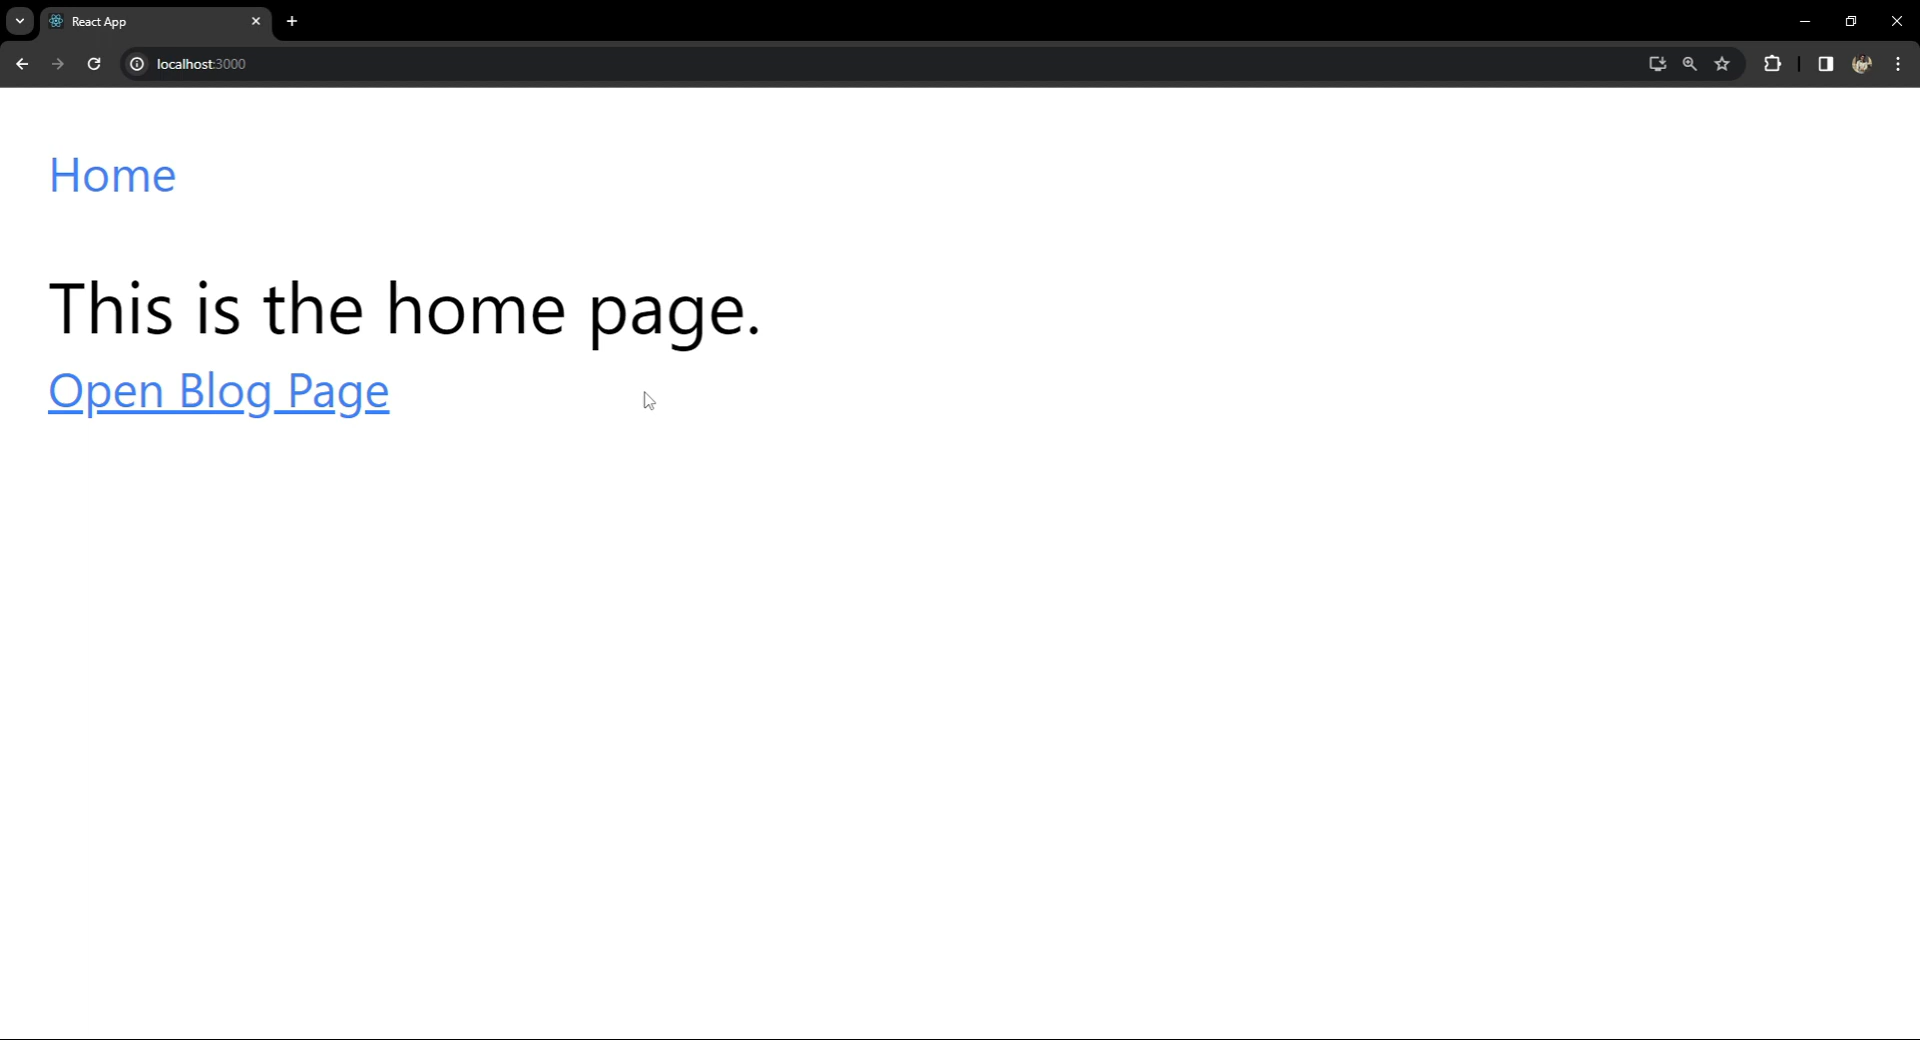 React App
localhost:3000
Home
This is the home page.
Open Blog Page